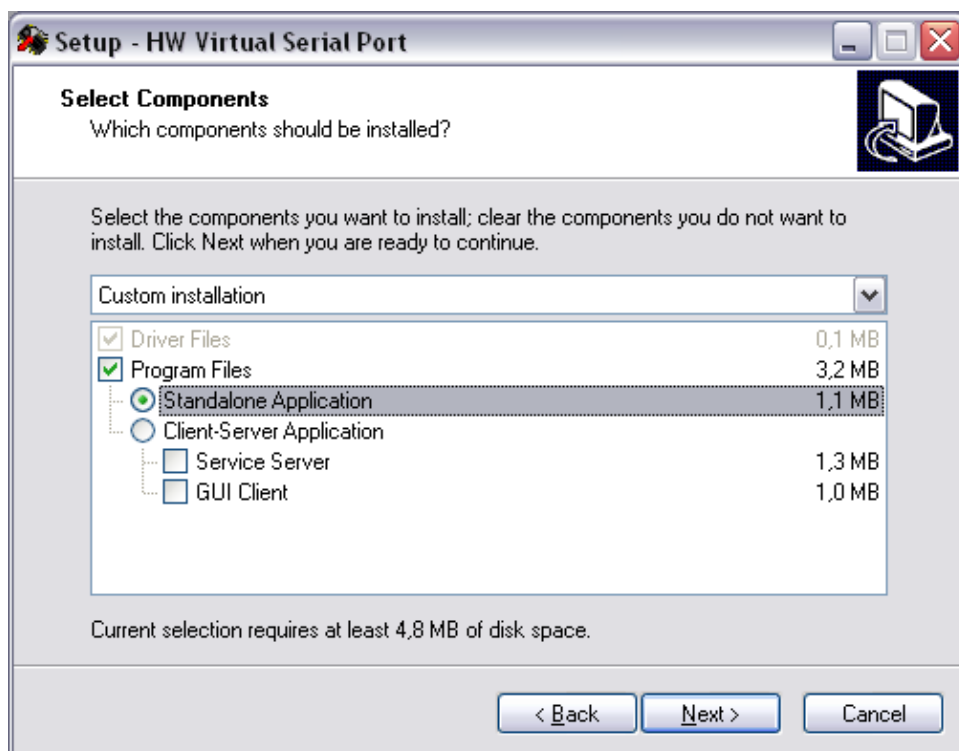 Setup - HW Virtual Serial Port
Select Components
Which components should be installed?
Select the components you want to install; clear the components you do not want to
install. Click Next when you are ready to continue.
Custom installation
Driver Files 0,1 MB
Program Files 3,2 MB
Standalone Application 1,1 MB
Client-Server Application
Service Server 1,3 MB
GUI Client 1,0 MB
Current selection requires at least 4,8 MB of disk space.
< Back Next > Cancel